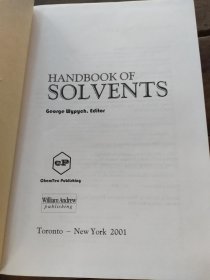 HANDBOOK OF
SOLVENTS
George Wypych, Editor
ChemTec Publishing
William Andrew
publishing
Toronto – New York 2001